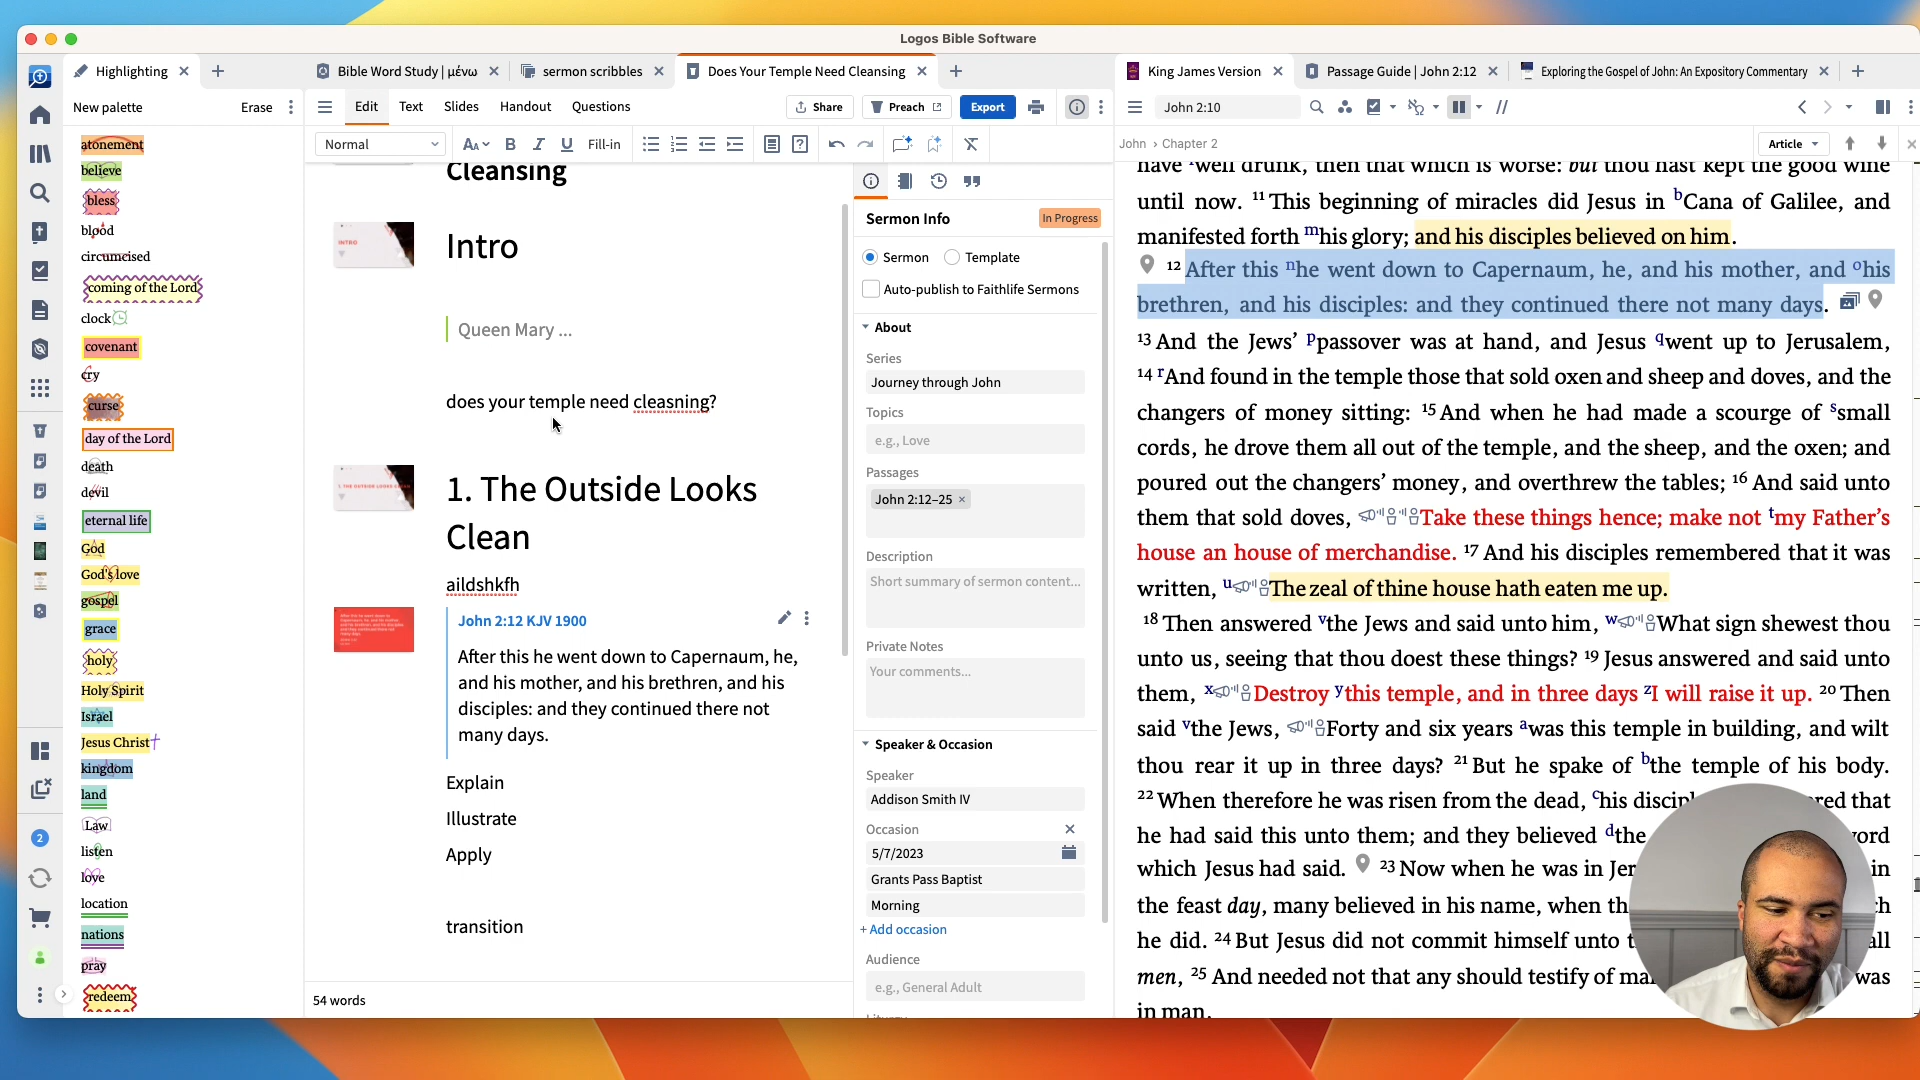 Logos Bible Software
Highlighting
Bible Word Study | μένω
sermon scribbles
Does Your Temple Need Cleansing
King James Version
Passage Guide | John 2:12
Exploring the Gospel of John: An Expository Commentary
New palette
Erase
Edit
Text
Slides
Handout
Questions
Share
Preach
Export
John 2:10
Normal
Fill-in
John › Chapter 2
Article
atonement
believe
bless
blood
circumcised
coming of the Lord
clock
covenant
cry
curse
day of the Lord
death
devil
eternal life
God
God's love
gospel
grace
holy
Holy Spirit
Israel
Jesus Christ
kingdom
land
Law
listen
love
location
nations
pray
redeem
2
Cleansing
INTRO
Intro
Queen Mary ...
does your temple need cleasning?
1. The Outside Looks
Clean
aildshkfh
John 2:12 KJV 1900
After this he went down to Capernaum, he,
and his mother, and his brethren, and his
disciples: and they continued there not
many days.
Explain
Illustrate
Apply
transition
54 words
Sermon Info
In Progress
Sermon
Template
Auto-publish to Faithlife Sermons
About
Series
Journey through John
Topics
e.g., Love
Passages
John 2:12–25
Description
Short summary of sermon content...
Private Notes
Your comments...
Speaker & Occasion
Speaker
Addison Smith IV
Occasion
5/7/2023
Grants Pass Baptist
Morning
+ Add occasion
Audience
e.g., General Adult
have well drunk, then that which is worse: but thou hast kept the good wine
until now. 11 This beginning of miracles did Jesus in b Cana of Galilee, and
manifested forth m his glory; and his disciples believed on him.
12 After this n he went down to Capernaum, he, and his mother, and o his
brethren, and his disciples: and they continued there not many days.
13 And the Jews’ p passover was at hand, and Jesus q went up to Jerusalem,
14 r And found in the temple those that sold oxen and sheep and doves, and the
changers of money sitting: 15 And when he had made a scourge of s small
cords, he drove them all out of the temple, and the sheep, and the oxen; and
poured out the changers’ money, and overthrew the tables; 16 And said unto
them that sold doves, Take these things hence; make not t my Father’s
house an house of merchandise. 17 And his disciples remembered that it was
written, u The zeal of thine house hath eaten me up.
18 Then answered v the Jews and said unto him, w What sign shewest thou
unto us, seeing that thou doest these things? 19 Jesus answered and said unto
them, x Destroy y this temple, and in three days z I will raise it up. 20 Then
said v the Jews, Forty and six years a was this temple in building, and wilt
thou rear it up in three days? 21 But he spake of b the temple of his body.
22 When therefore he was risen from the dead, c his
he had said this unto them; and they believed d the
which Jesus had said. 23 Now when he was in in
the feast day, many believed in his name, when
he did. 24 But Jesus did not commit himself unto all
men, 25 And needed not that any should testify of was
in man.